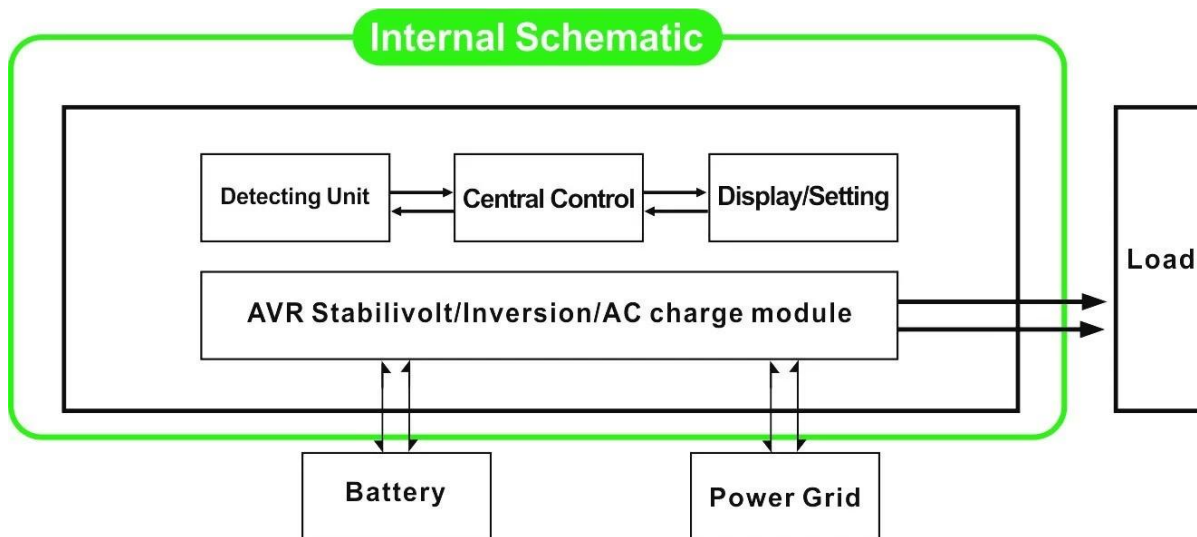 Internal Schematic
Detecting Unit
Central Control
Display/Setting
AVR Stabilivolt/Inversion/AC charge module
Load
Battery
Power Grid